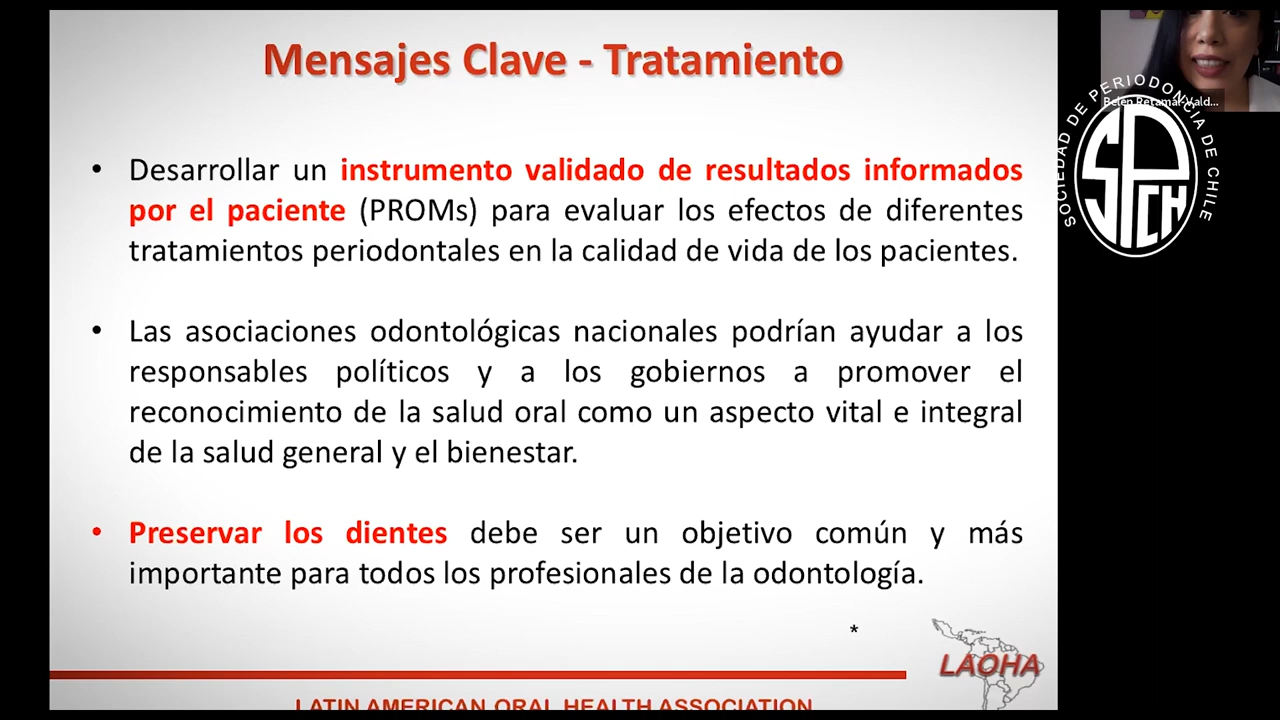 Mensajes Clave - Tratamiento
• Desarrollar un instrumento validado de resultados informados
por el paciente (PROMs) para evaluar los efectos de diferentes
tratamientos periodontales en la calidad de vida de los pacientes.
• Las asociaciones odontológicas nacionales podrían ayudar a los
responsables políticos y a los gobiernos a promover el
reconocimiento de la salud oral como un aspecto vital e integral
de la salud general y el bienestar.
• Preservar los dientes debe ser un objetivo común y más
importante para todos los profesionales de la odontología.
*
LAOHA
LATIN AMERICAN ORAL HEALTH ASSOCIATION
Belén Retamal-Vald...
SOCIEDAD DE PERIODONCIA DE CHILE
SPCH